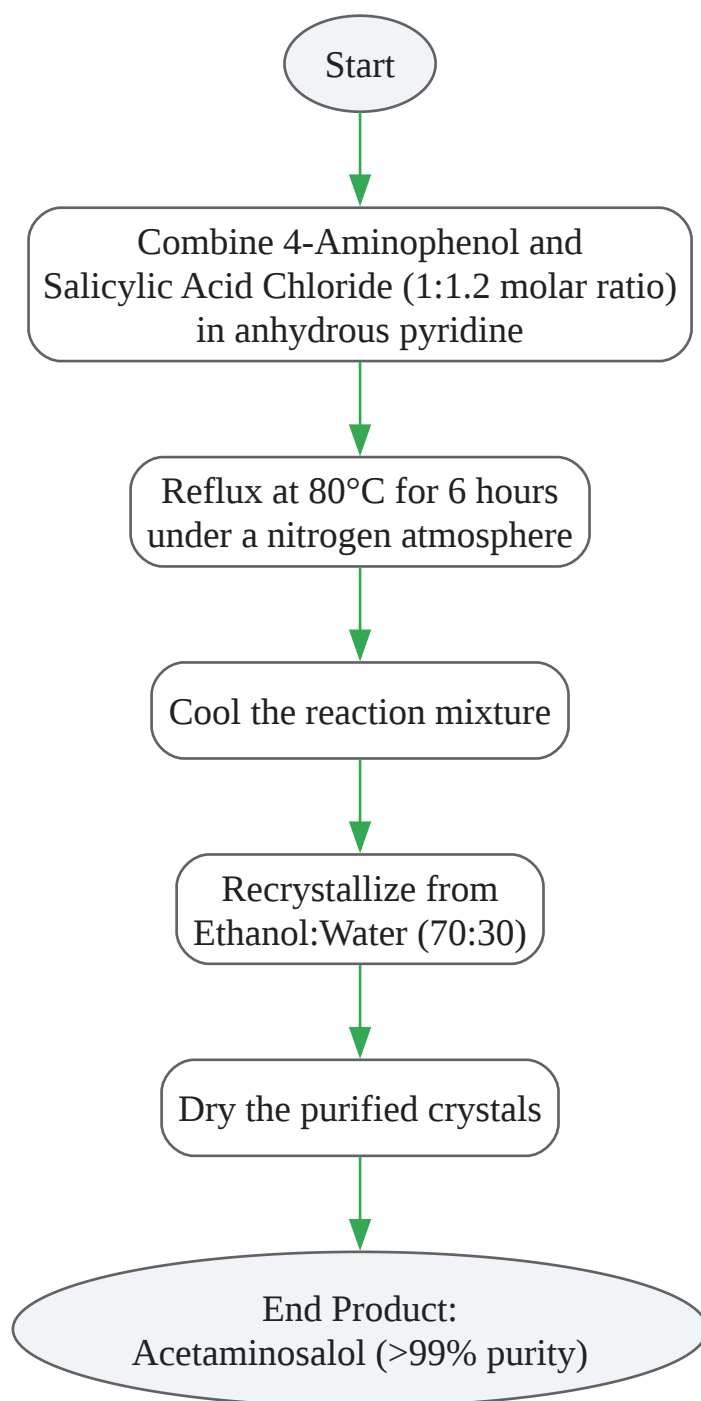 Start
Combine 4-Aminophenol and
Salicylic Acid Chloride (1:1.2 molar ratio)
in anhydrous pyridine
Reflux at 80°C for 6 hours
under a nitrogen atmosphere
Cool the reaction mixture
Recrystallize from
Ethanol:Water (70:30)
Dry the purified crystals
End Product:
Acetaminosalol (>99% purity)